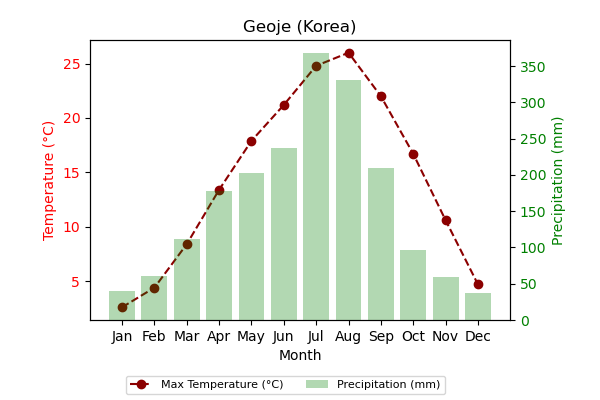 Geoje (Korea)
25
20
15
10
5
Temperature (°C)
350
300
250
200
150
100
50
0
Precipitation (mm)
Jan Feb Mar Apr May Jun Jul Aug Sep Oct Nov Dec
Month
Max Temperature (°C) Precipitation (mm)